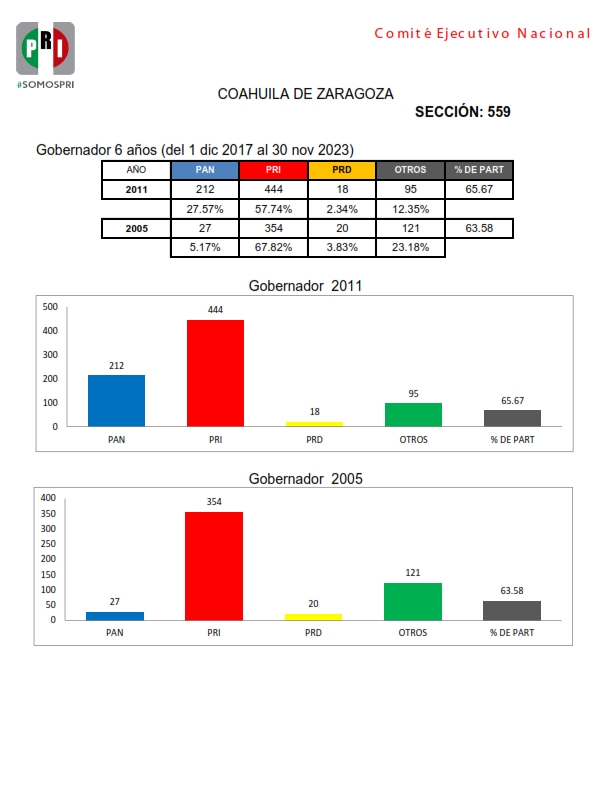 Comité Ejecutivo Nacional
PRI
#SOMOSPRI
COAHUILA DE ZARAGOZA
SECCIÓN: 559
Gobernador 6 años (del 1 dic 2017 al 30 nov 2023)
AÑO PAN PRI PRD OTROS % DE PART
2011 212 444 18 95 65.67
27.57% 57.74% 2.34% 12.35%
2005 27 354 20 121 63.58
5.17% 67.82% 3.83% 23.18%
Gobernador 2011
500
400
300
200
100
0
212
444
18
95
65.67
PAN PRI PRD OTROS % DE PART
Gobernador 2005
400
350
300
250
200
150
100
50
0
27
354
20
121
63.58
PAN PRI PRD OTROS % DE PART